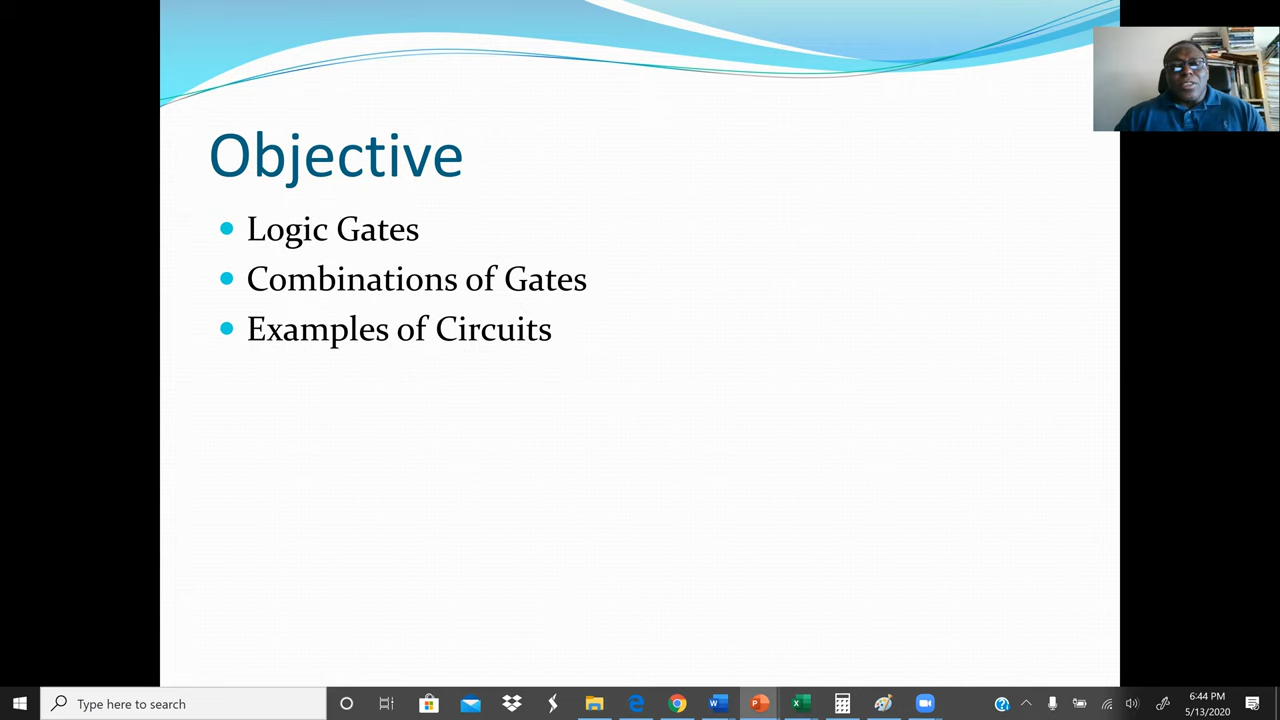 Objective
Logic Gates
Combinations of Gates
Examples of Circuits
Type here to search
6:44 PM
5/13/2020